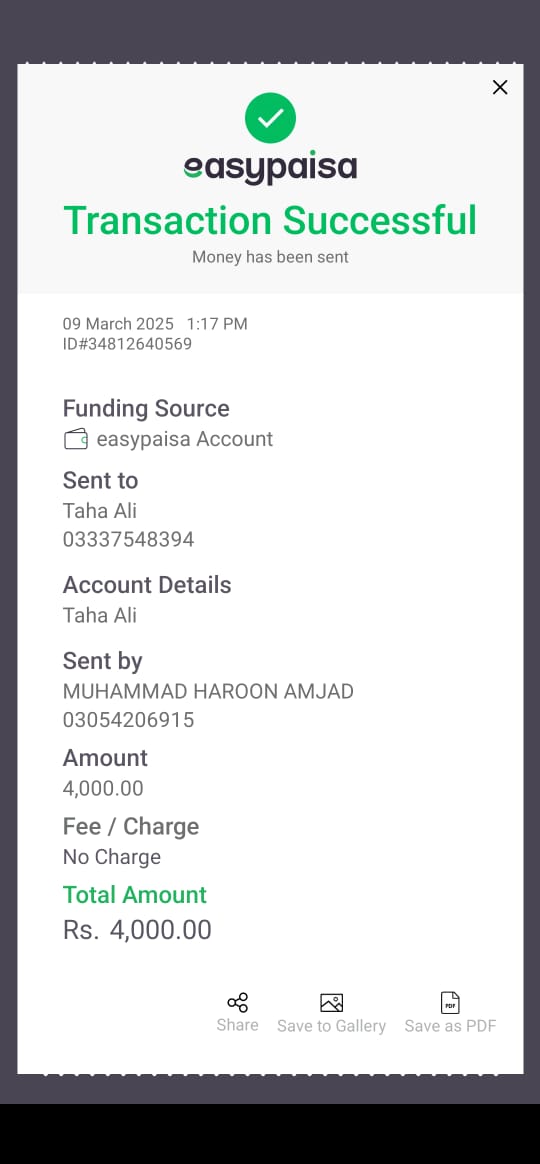 easypaisa
Transaction Successful
Money has been sent
09 March 2025 1:17 PM
ID#34812640569
Funding Source
easypaisa Account
Sent to
Taha Ali
03337548394
Account Details
Taha Ali
Sent by
MUHAMMAD HAROON AMJAD
03054206915
Amount
4,000.00
Fee / Charge
No Charge
Total Amount
Rs. 4,000.00
PDF
Share Save to Gallery Save as PDF